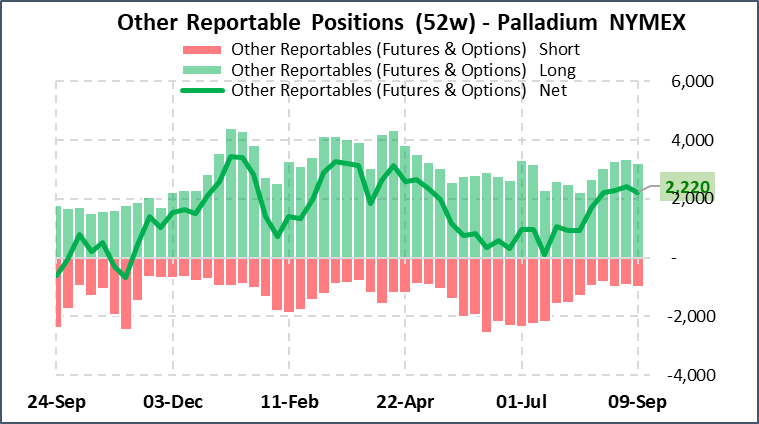 Other Reportable Positions (52w) - Palladium NYMEX
Other Reportables (Futures & Options) Short
Other Reportables (Futures & Options) Long
Other Reportables (Futures & Options) Net
6,000
4,000
2,220
2,000
-
-2,000
-4,000
24-Sep 03-Dec 11-Feb 22-Apr 01-Jul 09-Sep